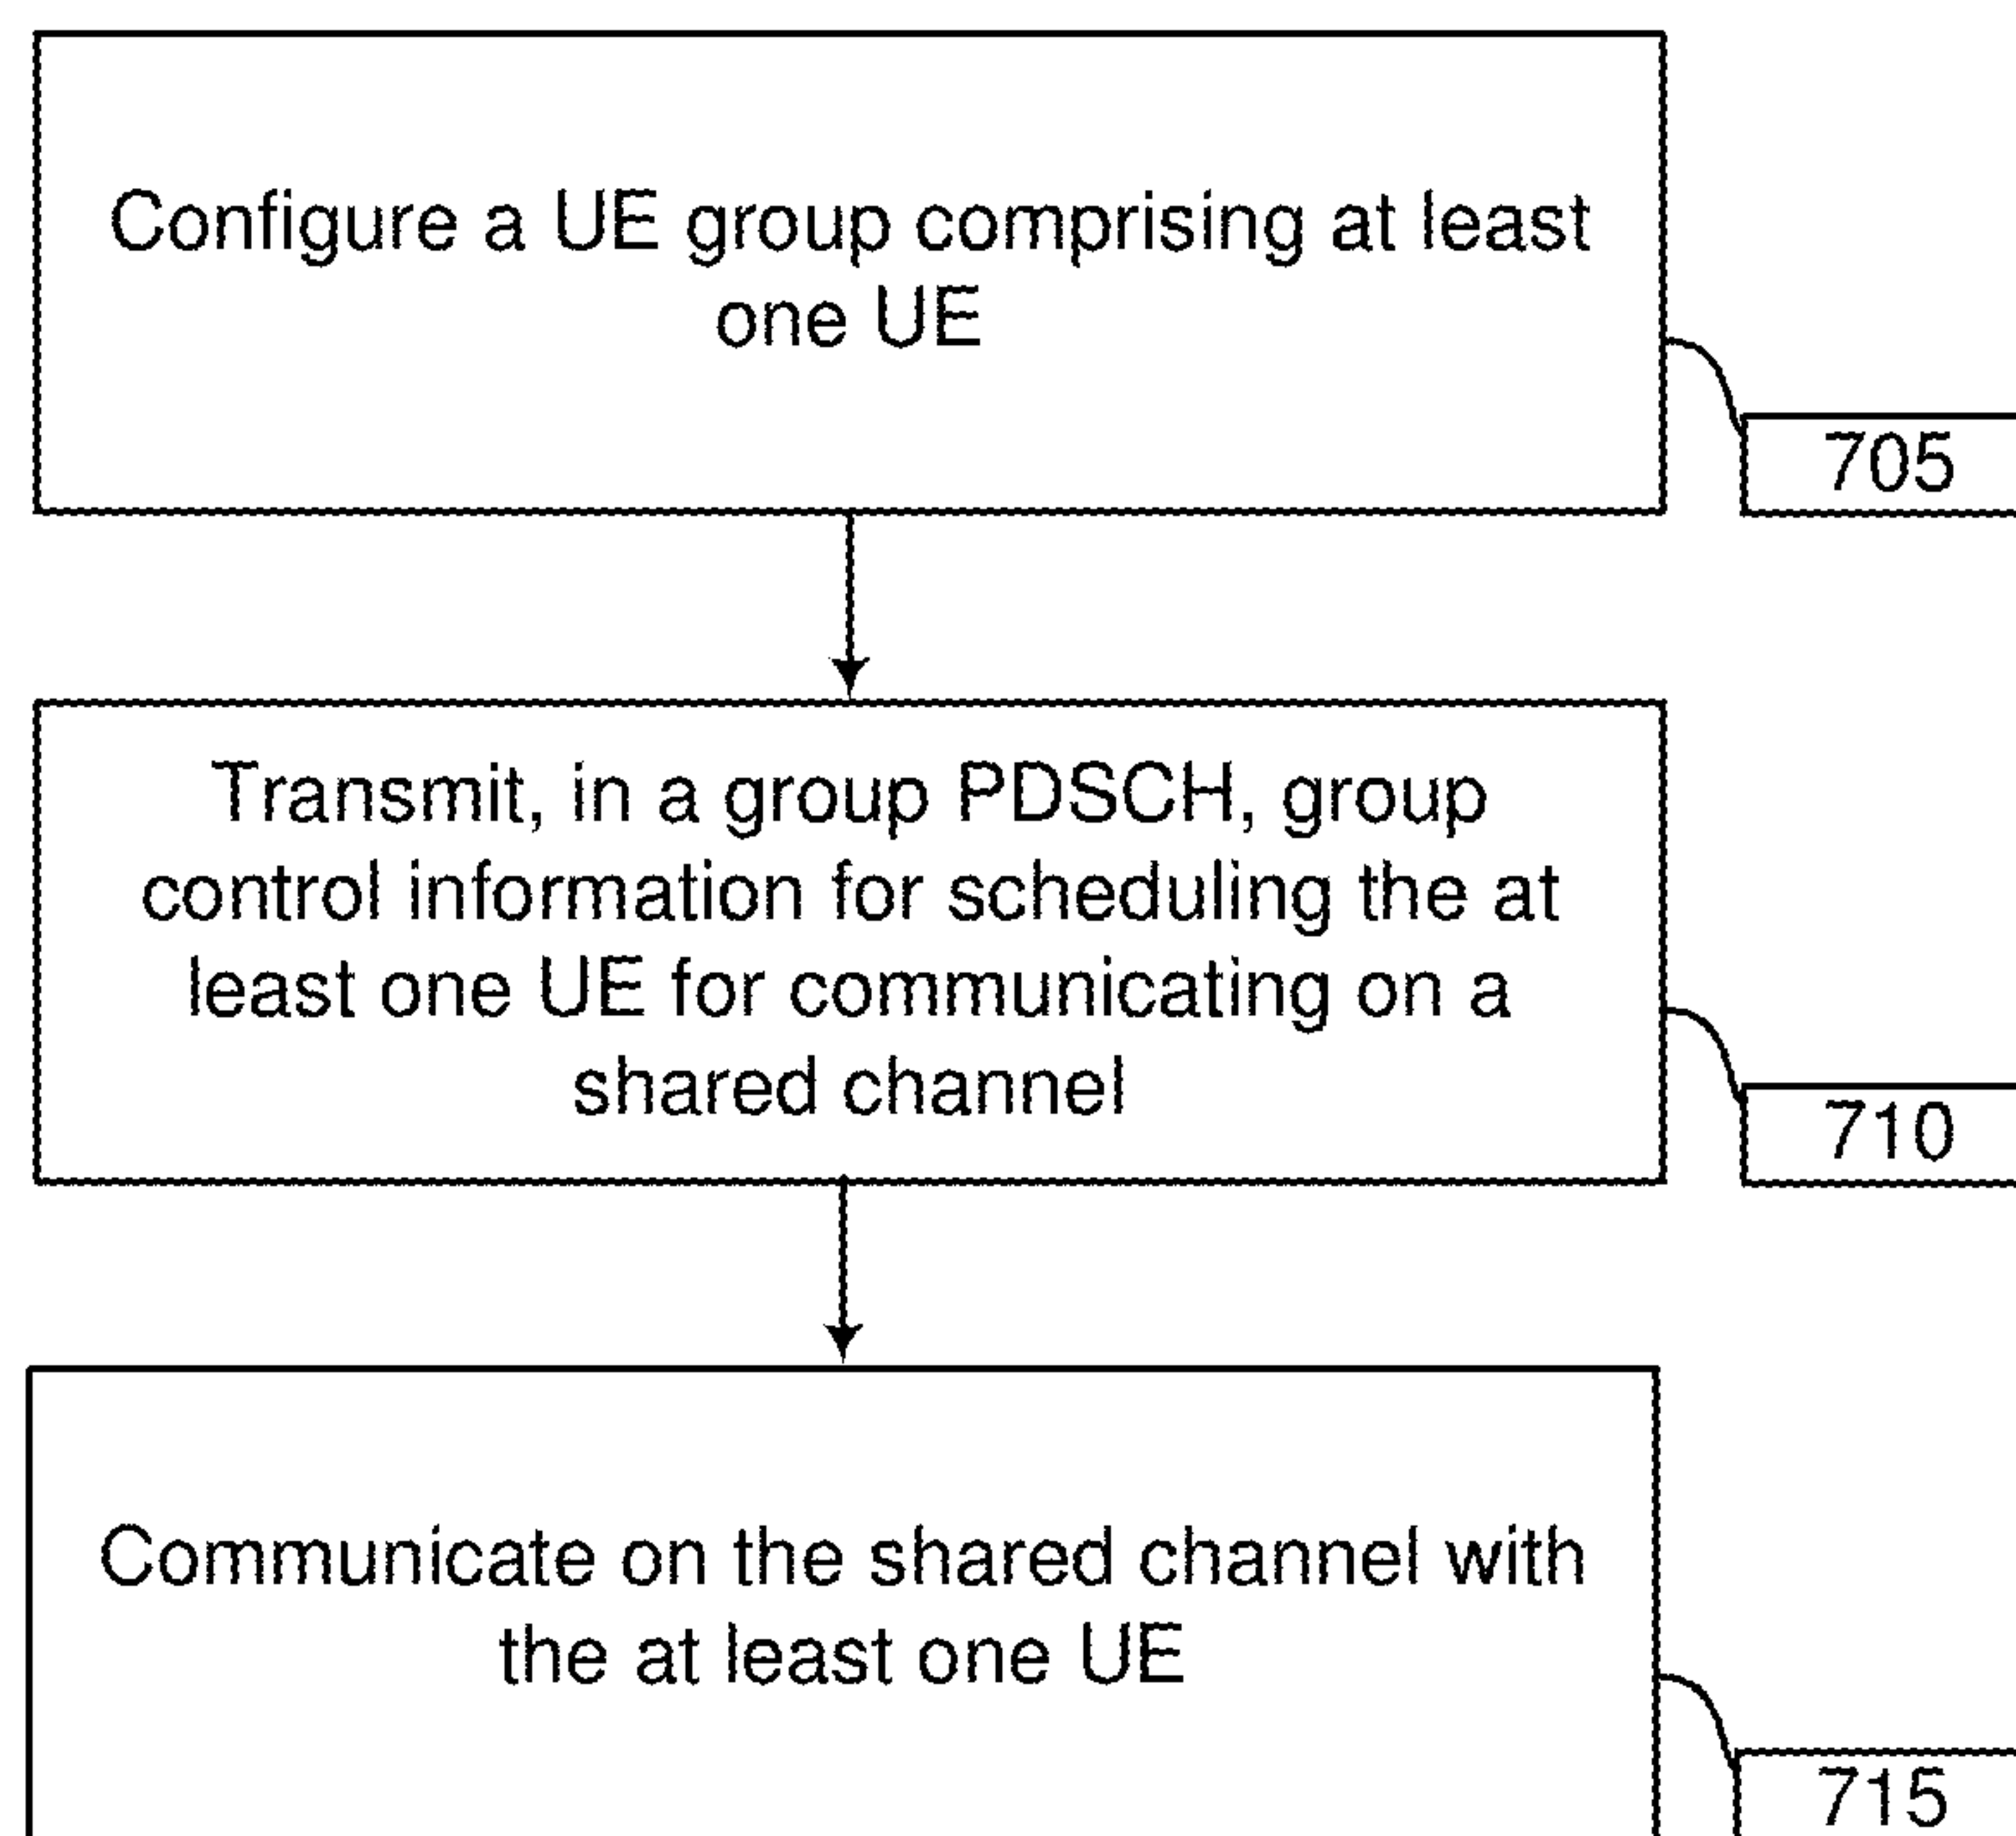 Configure a UE group comprising at least
one UE
705
Transmit, in a group PDSCH, group
control information for scheduling the at
least one UE for communicating on a
shared channel
710
Communicate on the shared channel with
the at least one UE
715